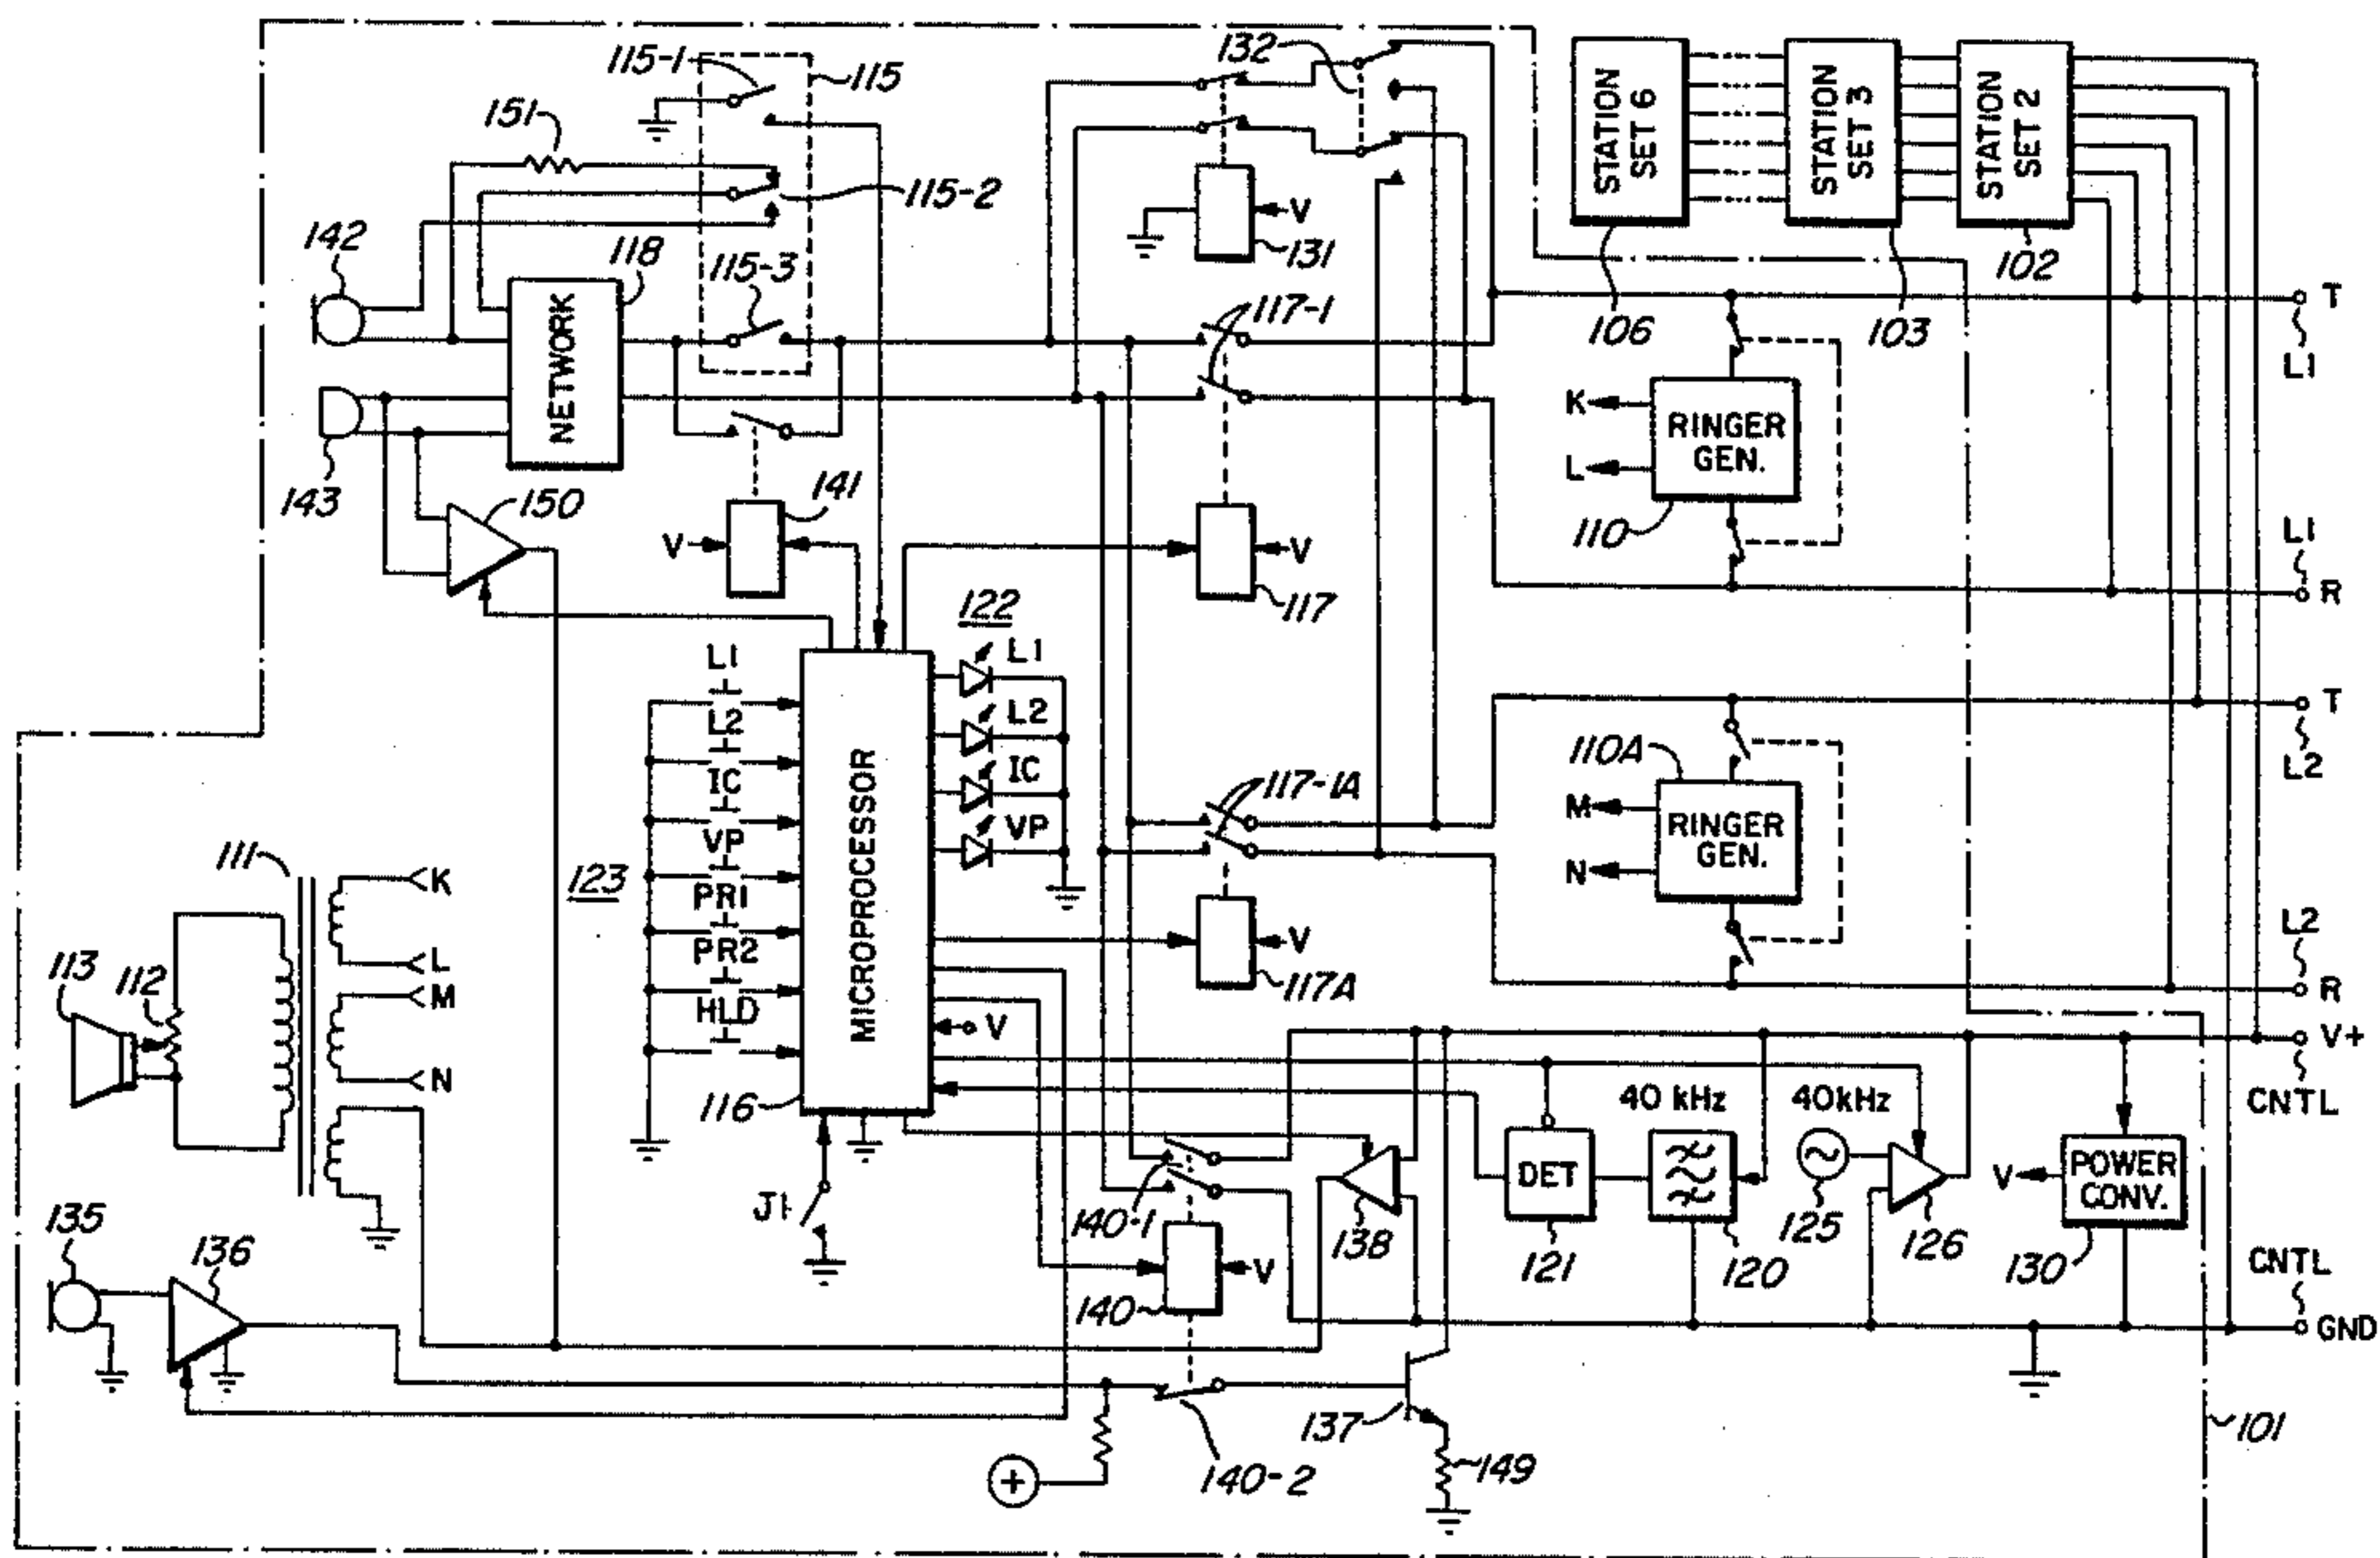 115-1
115
132
STATION SET 6
STATION SET 3
STATION SET 2
151
115-2
V
131
142
118
115-3
NETWORK
117-1
106
103
102
T
L1
K
L
RINGER GEN.
110
143
150
141
V
V
117
L1
R
122
L1
L2
IC
VP
L1
L2
IC
VP
PR1
PR2
HLD
123
MICROPROCESSOR
116
117-1A
V
117A
110A
M
N
RINGER GEN.
T
L2
L2
R
111
K
L
M
N
113
112
V
V+
CNTL
40 kHz
40kHz
J1
140-1
138
DET
121
120
125
126
POWER CONV.
V
130
CNTL
GND
135
136
140
V
137
140-2
149
+
101